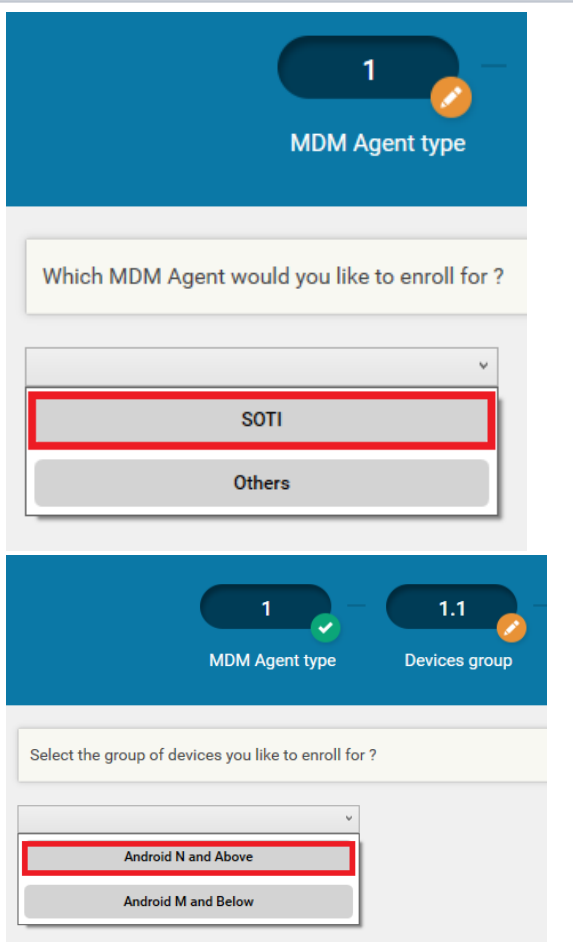 1
MDM Agent type
Which MDM Agent would you like to enroll for ?
SOTI
Others
1 1.1
MDM Agent type Devices group
Select the group of devices you like to enroll for ?
Android N and Above
Android M and Below